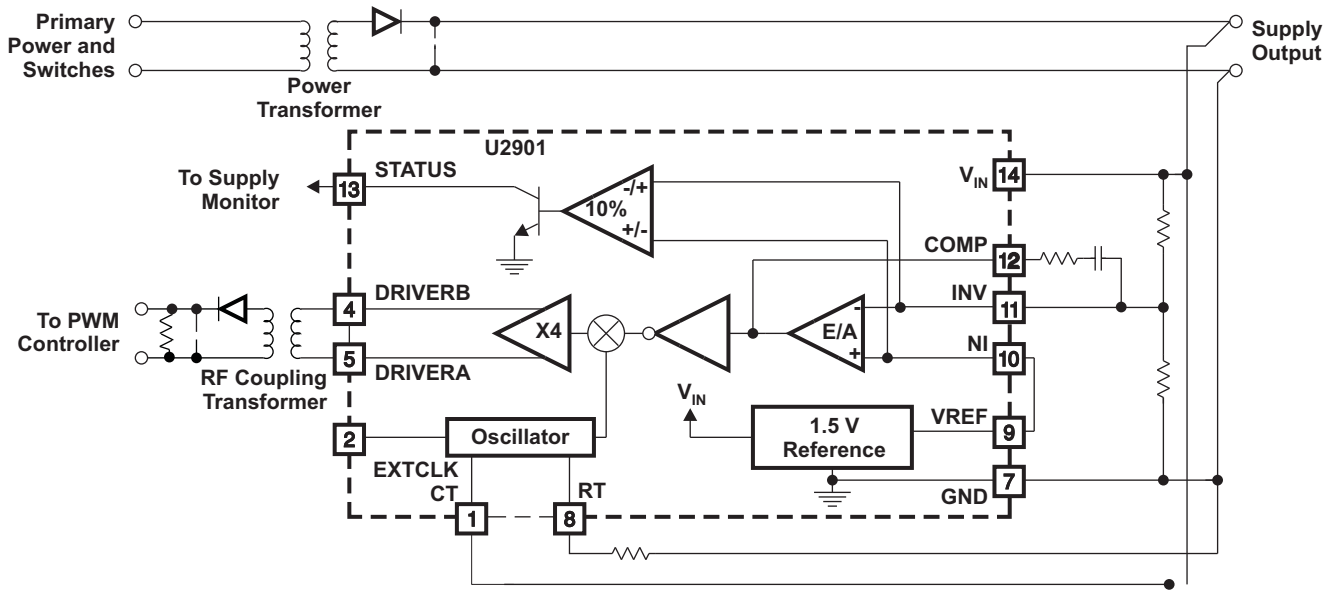 Primary
Power and
Switches
Power
Transformer
Supply
Output
U2901
To Supply
Monitor
13
STATUS
-/+
10%
+/-
V_IN
14
COMP
12
INV
11
NI
10
To PWM
Controller
4
DRIVERB
X4
E/A
-
+
5
DRIVERA
RF Coupling
Transformer
V_IN
1.5 V
Reference
VREF
9
2
Oscillator
EXTCLK
CT
RT
GND
7
1
8